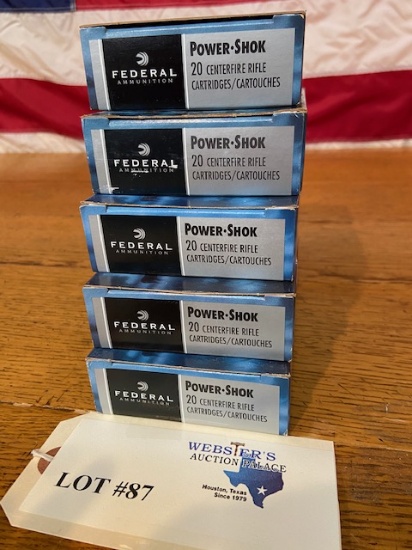 FEDERAL
AMMUNITION
POWER·SHOK
20 CENTERFIRE RIFLE
CARTRIDGES/CARTOUCHES
FEDERAL
AMMUNITION
POWER·SHOK
20 CENTERFIRE RIFLE
CARTRIDGES/CARTOUCHES
FEDERAL
AMMUNITION
POWER·SHOK
20 CENTERFIRE RIFLE
CARTRIDGES/CARTOUCHES
FEDERAL
AMMUNITION
POWER·SHOK
20 CENTERFIRE RIFLE
CARTRIDGES/CARTOUCHES
FEDERAL
AMMUNITION
POWER·SHOK
20 CENTERFIRE RIFLE
CARTRIDGES/CARTOUCHES
LOT #87
WEBSTER'S
AUCTION PALACE
Houston, Texas
Since 1979